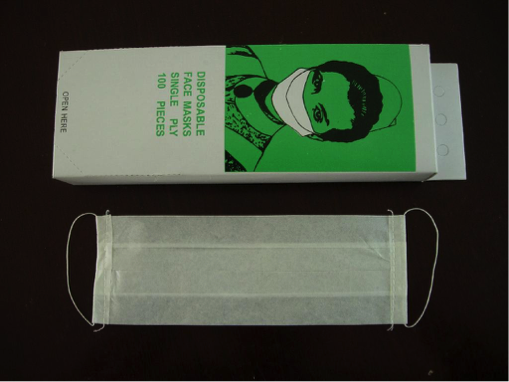 DISPOSABLE
FACE MASKS
SINGLE PLY
100 PIECES
OPEN HERE